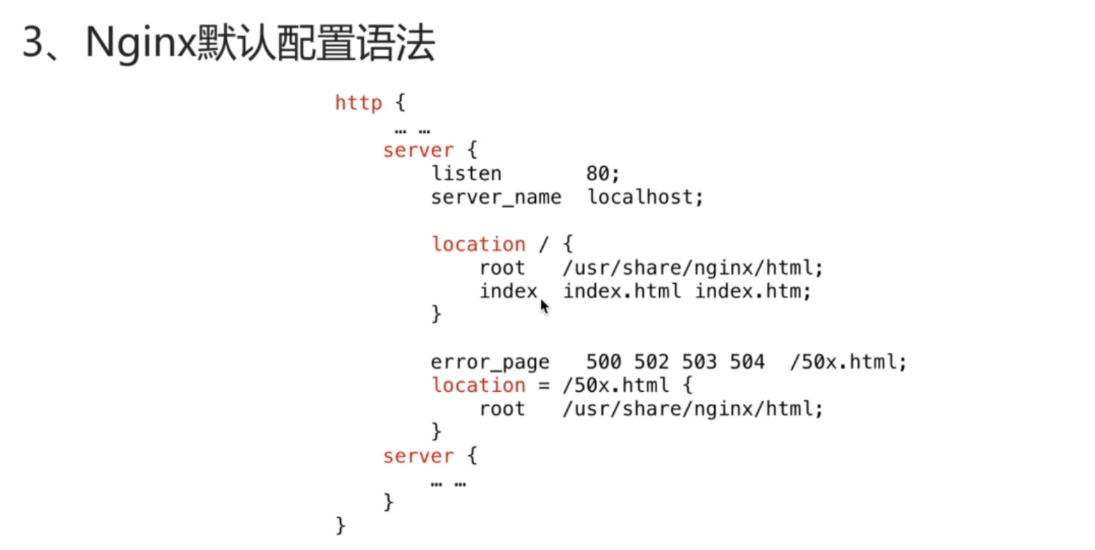 3、Nginx默认配置语法
http {
… …
server {
listen 80;
server_name localhost;
location / {
root /usr/share/nginx/html;
index index.html index.htm;
}
error_page 500 502 503 504 /50x.html;
location = /50x.html {
root /usr/share/nginx/html;
}
server {
… …
}
}